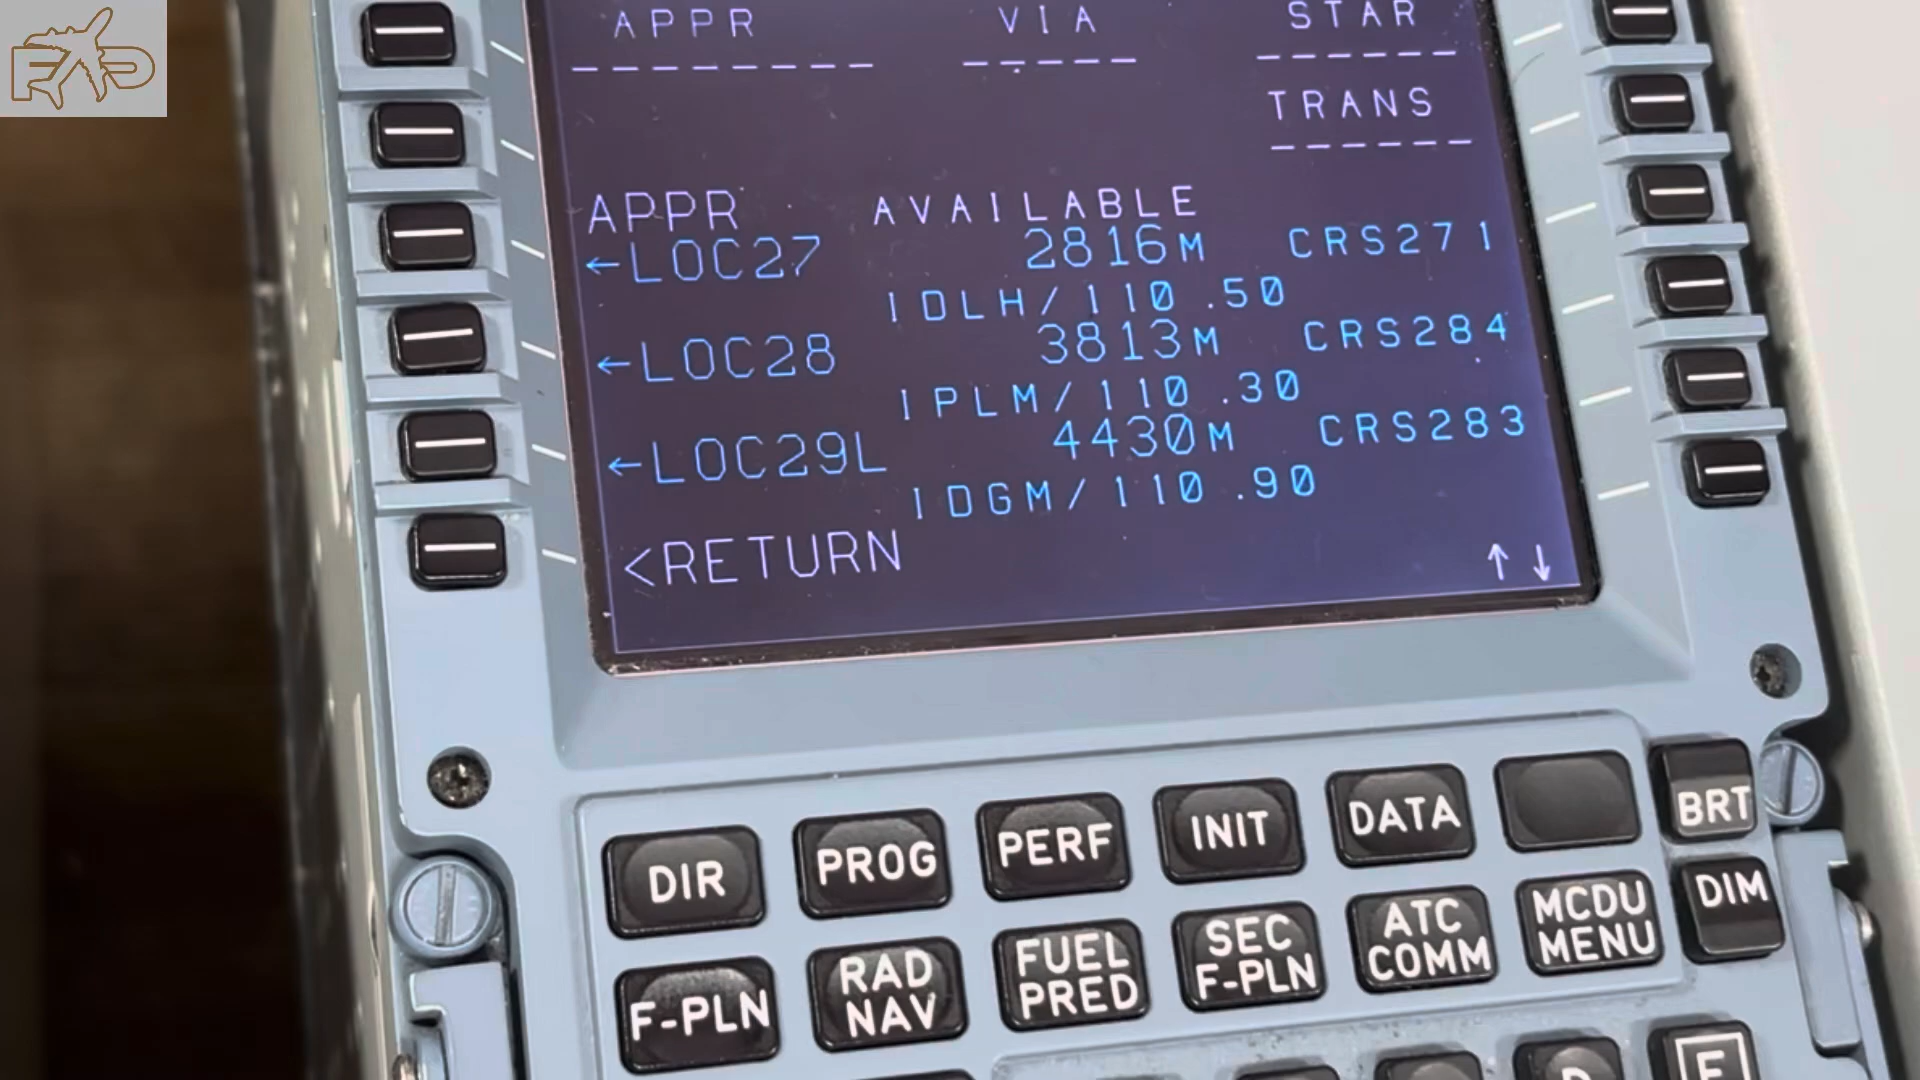 FAD
APPR VIA STAR
-------- ----- ------
TRANS
------
APPR AVAILABLE
←LOC27 2816M CRS271
IDLH/110.50
←LOC28 3813M CRS284
IPLM/110.30
←LOC29L 4430M CRS283
IDGM/110.90
<RETURN ↑↓
DIR PROG PERF INIT DATA BRT
DIM
F-PLN RAD NAV FUEL PRED SEC F-PLN ATC COMM MCDU MENU
E